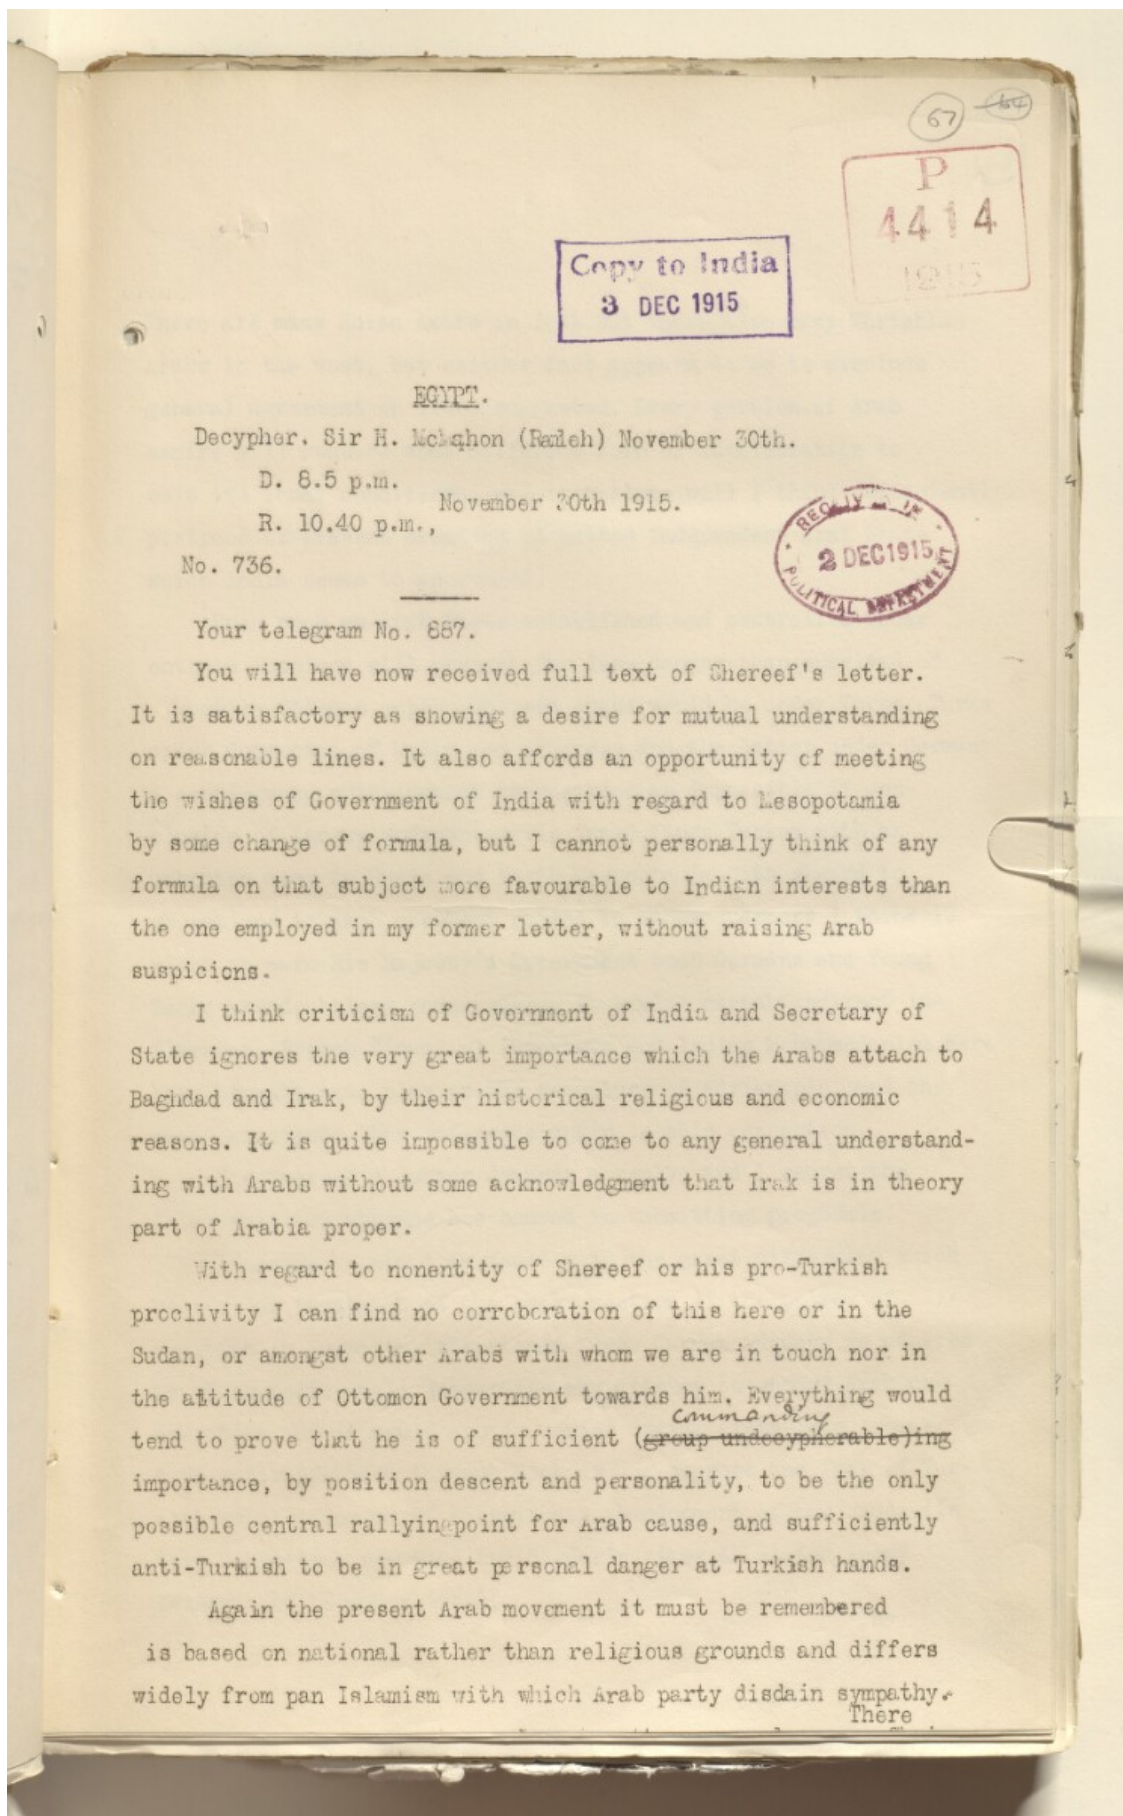 67 64
P
4414
1915
Copy to India
3 DEC 1915
EGYPT.
Decypher. Sir H. McMahon (Ramleh) November 30th.
D. 8.5 p.m.
November 30th 1915.
R. 10.40 p.m.,
No. 736.
RECEIVED IN
2 DEC 1915
POLITICAL DEPARTMENT
Your telegram No. 887.
You will have now received full text of Shereef's letter.
It is satisfactory as showing a desire for mutual understanding
on reasonable lines. It also affords an opportunity of meeting
the wishes of Government of India with regard to Mesopotamia
by some change of formula, but I cannot personally think of any
formula on that subject more favourable to Indian interests than
the one employed in my former letter, without raising Arab
suspicions.
I think criticism of Government of India and Secretary of
State ignores the very great importance which the Arabs attach to
Baghdad and Irak, by their historical religious and economic
reasons. It is quite impossible to come to any general understand-
ing with Arabs without some acknowledgment that Irak is in theory
part of Arabia proper.
With regard to nonentity of Shereef or his pro-Turkish
proclivity I can find no corroboration of this here or in the
Sudan, or amongst other Arabs with whom we are in touch nor in
the attitude of Ottomon Government towards him. Everything would
commanding
tend to prove that he is of sufficient (group undecypherable)ing
importance, by position descent and personality, to be the only
possible central rallyingpoint for Arab cause, and sufficiently
anti-Turkish to be in great personal danger at Turkish hands.
Again the present Arab movement it must be remembered
is based on national rather than religious grounds and differs
widely from pan Islamism with which Arab party disdain sympathy.
There